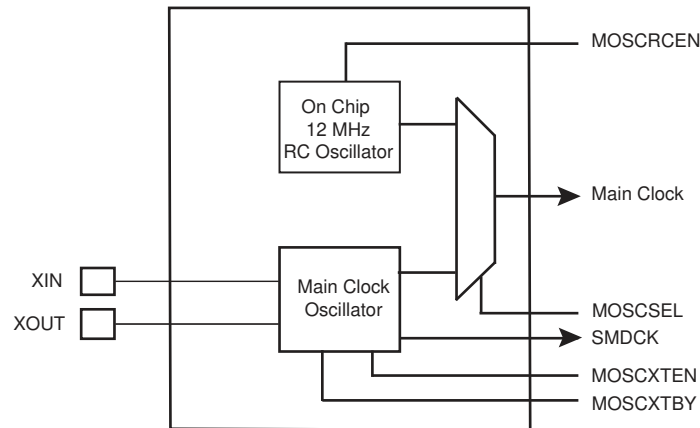 MOSCRCEN
On Chip
12 MHz
RC Oscillator
Main Clock
XIN
Main Clock
Oscillator
XOUT
MOSCSEL
SMDCK
MOSCXTEN
MOSCXTBY